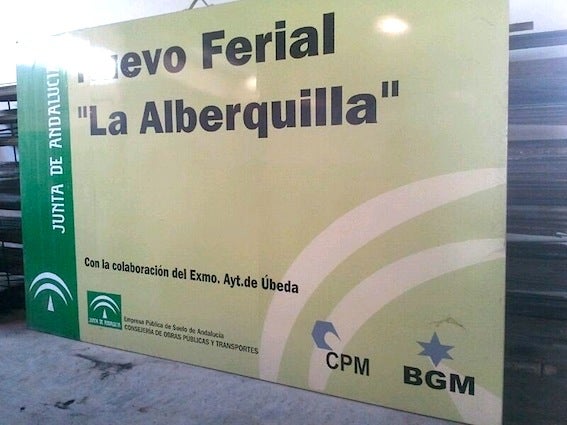 Nuevo Ferial
"La Alberquilla"
JUNTA DE ANDALUCIA
Con la colaboración del Exmo. Ayt.de Úbeda
JUNTA DE ANDALUCIA
Empresa Pública de Suelo de Andalucía
CONSEJERÍA DE OBRAS PÚBLICAS Y TRANSPORTES
CPM
BGM